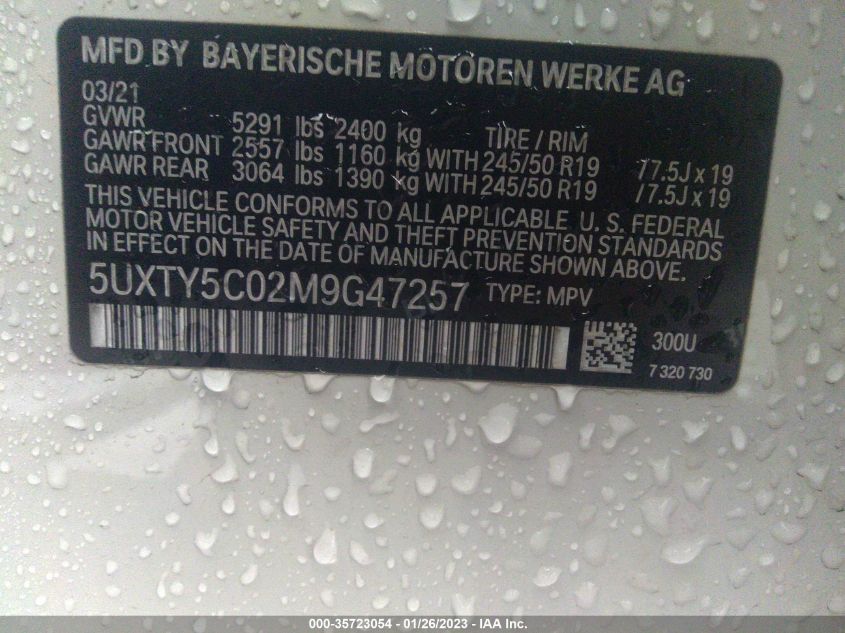 MFD BY BAYERISCHE MOTOREN WERKE AG
03/21
GVWR 5291 lbs 2400 kg TIRE / RIM
GAWR FRONT 2557 lbs 1160 kg WITH 245/50 R19 / 7.5J x 19
GAWR REAR 3064 lbs 1390 kg WITH 245/50 R19 / 7.5J x 19
THIS VEHICLE CONFORMS TO ALL APPLICABLE U. S. FEDERAL
MOTOR VEHICLE SAFETY AND THEFT PREVENTION STANDARDS
IN EFFECT ON THE DATE OF MANUFACTURE SHOWN ABOVE.
5UXTY5C02M9G47257 TYPE: MPV
300U
7 320 730
000-35723054 - 01/26/2023 - IAA Inc.